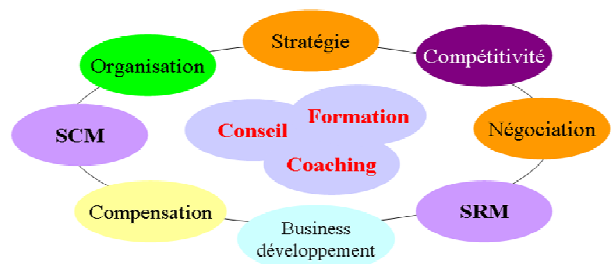 Stratégie
Organisation
Compétitivité
Formation
Conseil
Négociation
SCM
Coaching
Compensation
SRM
Business
développement